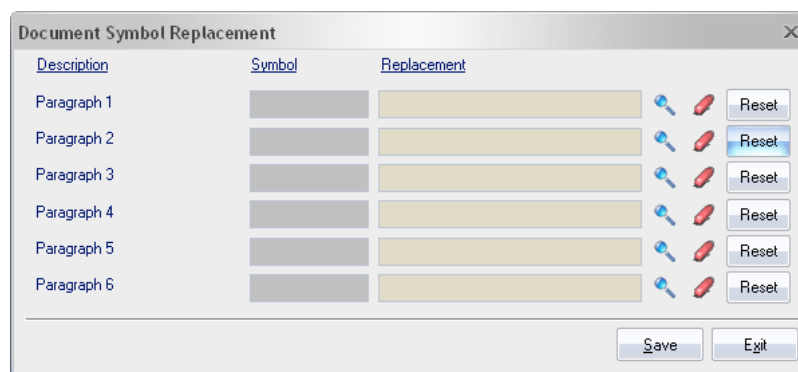 Document Symbol Replacement
Description Symbol Replacement
Paragraph 1 Reset
Paragraph 2 Reset
Paragraph 3 Reset
Paragraph 4 Reset
Paragraph 5 Reset
Paragraph 6 Reset
Save Exit